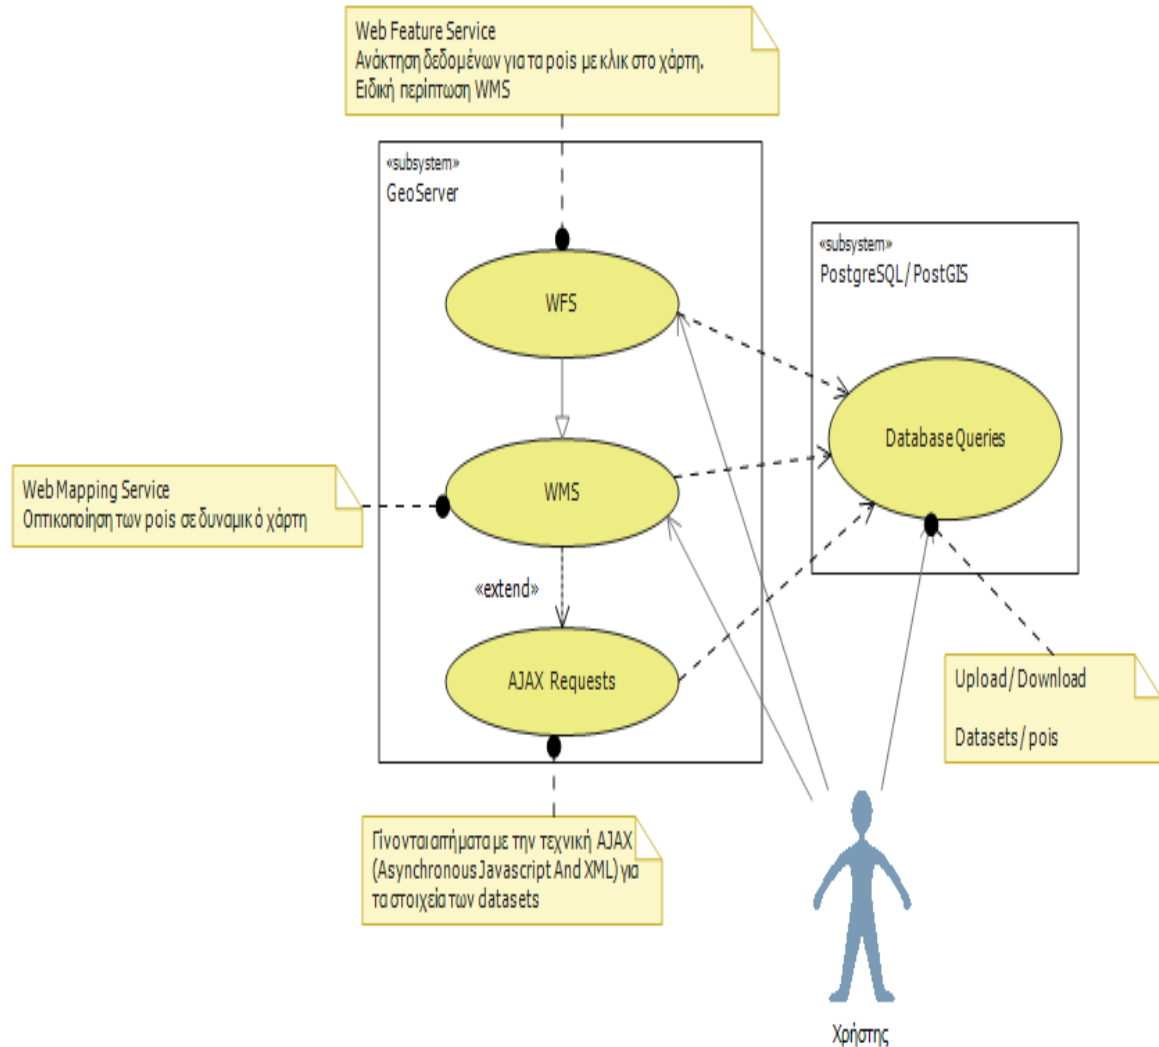 Web Feature Service
Ανάκτηση δεδομένων για τα pois με κλικ στο χάρτη.
Ειδική περίπτωση WMS
«subsystem»
GeoServer
WFS
«subsystem»
PostgreSQL/PostGIS
Database Queries
Web Mapping Service
Οπτικοποίηση των pois σε δυναμικό χάρτη
WMS
«extend»
AJAX Requests
Upload/Download
Datasets/pois
Γίνονται αιτήματα με την τεχνική AJAX
(Asynchronous Javascript And XML) για
τα στοιχεία των datasets
Χρήστης